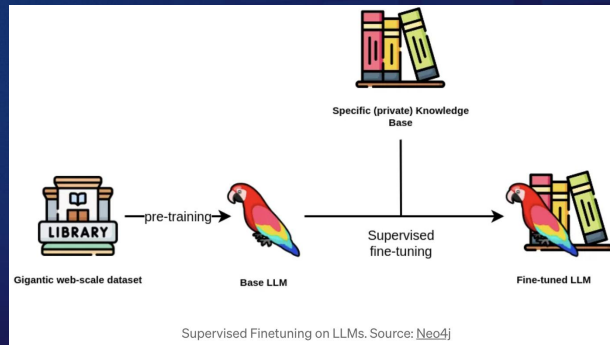 Specific (private) Knowledge
Base
LIBRARY
pre-training
Supervised
fine-tuning
Gigantic web-scale dataset
Base LLM
Fine-tuned LLM
Supervised Finetuning on LLMs. Source: Neo4j